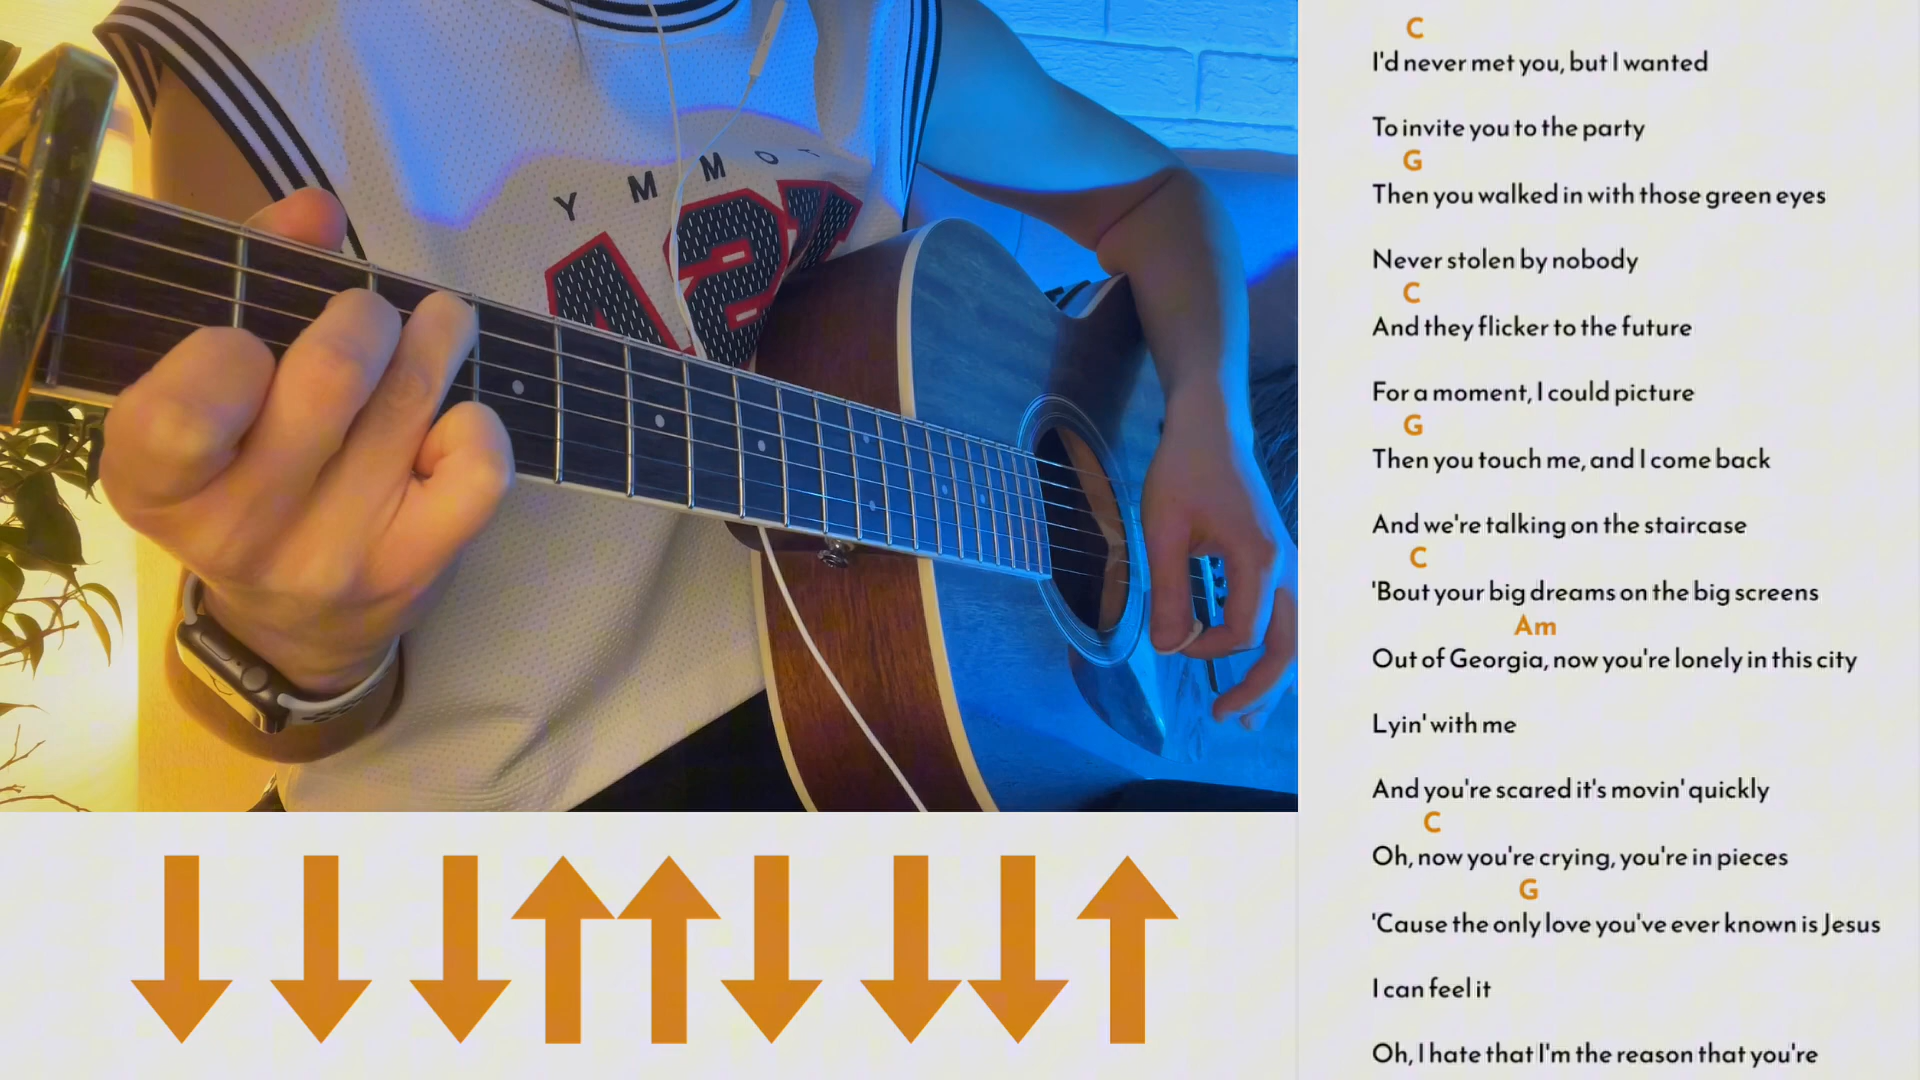 YMMOT
C
I'd never met you, but I wanted
To invite you to the party
G
Then you walked in with those green eyes
Never stolen by nobody
C
And they flicker to the future
For a moment, I could picture
G
Then you touch me, and I come back
And we're talking on the staircase
C
'Bout your big dreams on the big screens
Am
Out of Georgia, now you're lonely in this city
Lyin' with me
And you're scared it's movin' quickly
C
Oh, now you're crying, you're in pieces
G
'Cause the only love you've ever known is Jesus
I can feel it
Oh, I hate that I'm the reason that you're